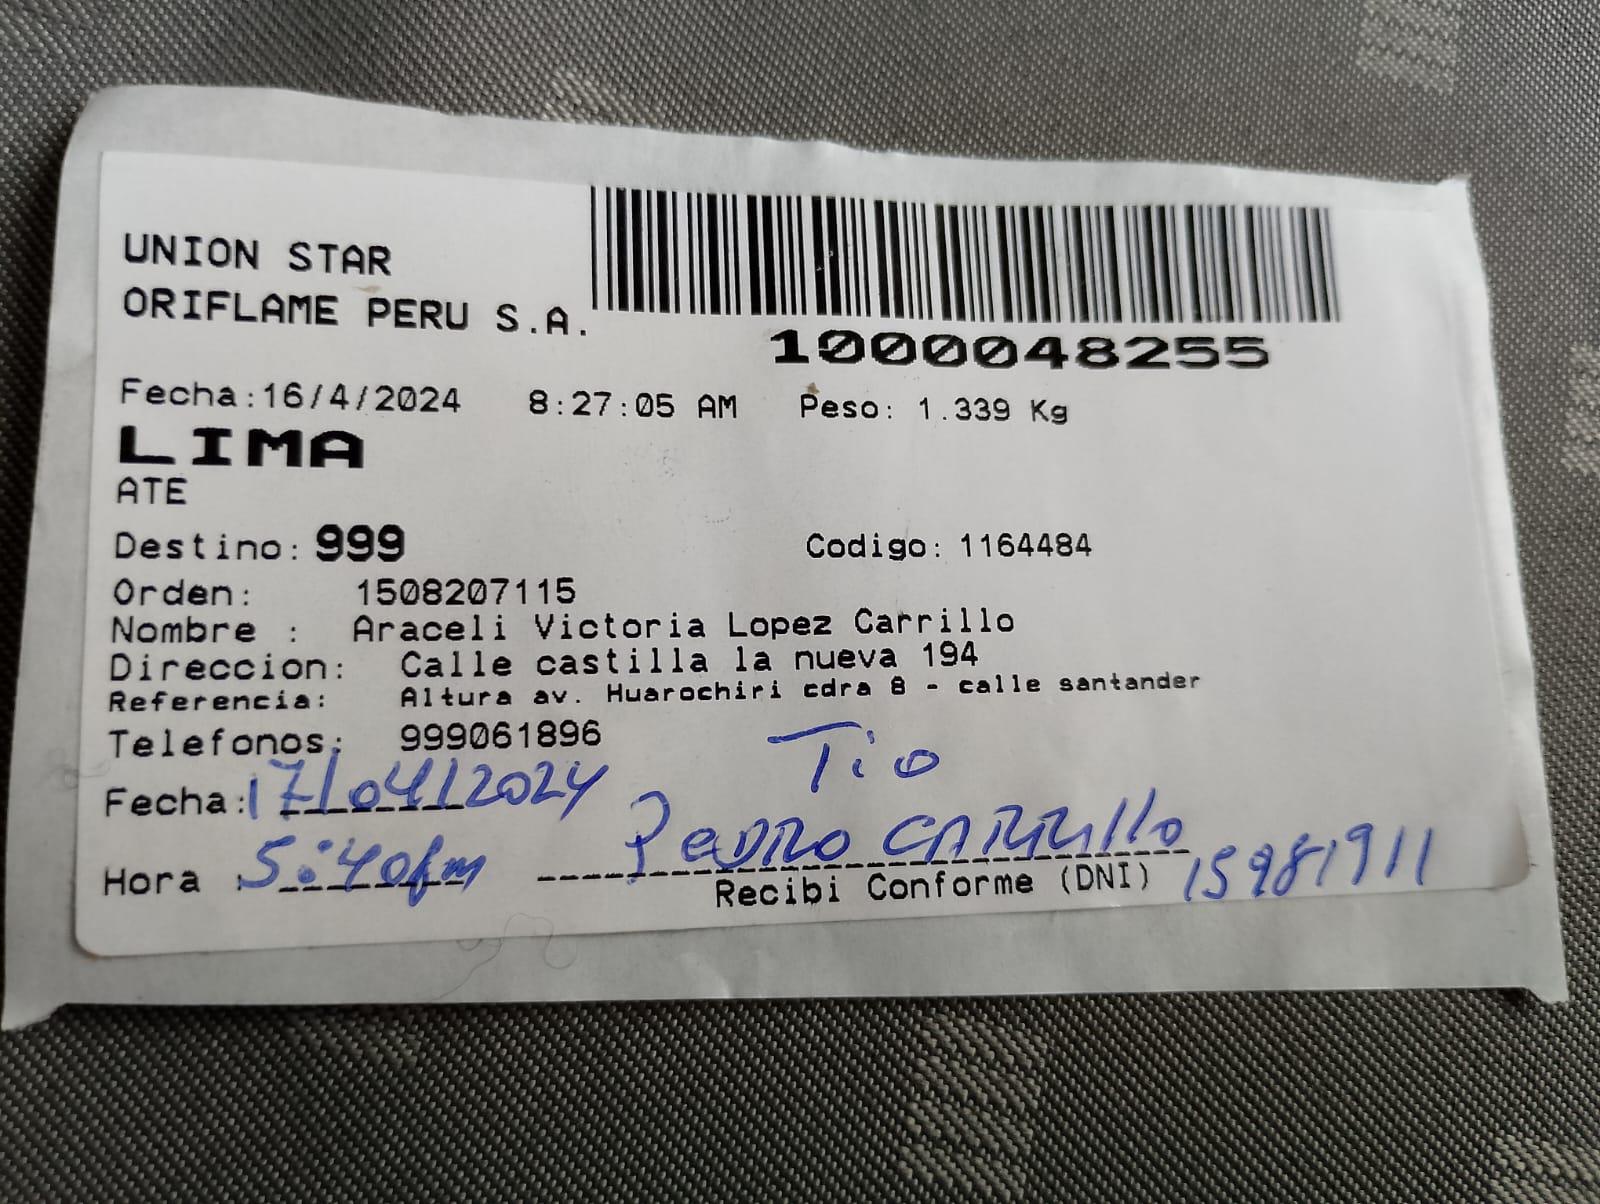 UNION STAR
ORIFLAME PERU S.A.
1000048255
Fecha:16/4/2024 8:27:05 AM Peso: 1.339 Kg
LIMA
ATE
Destino: 999 Codigo: 1164484
Orden: 1508207115
Nombre : Araceli Victoria Lopez Carrillo
Direccion: Calle castilla la nueva 194
Referencia: Altura av. Huarochiri cdra 8 - calle santander
Telefonos: 999061896
Tio
Fecha:17/04/2024
Pedro CARRillo
Hora 5:40pm
Recibi Conforme (DNI) 15981911